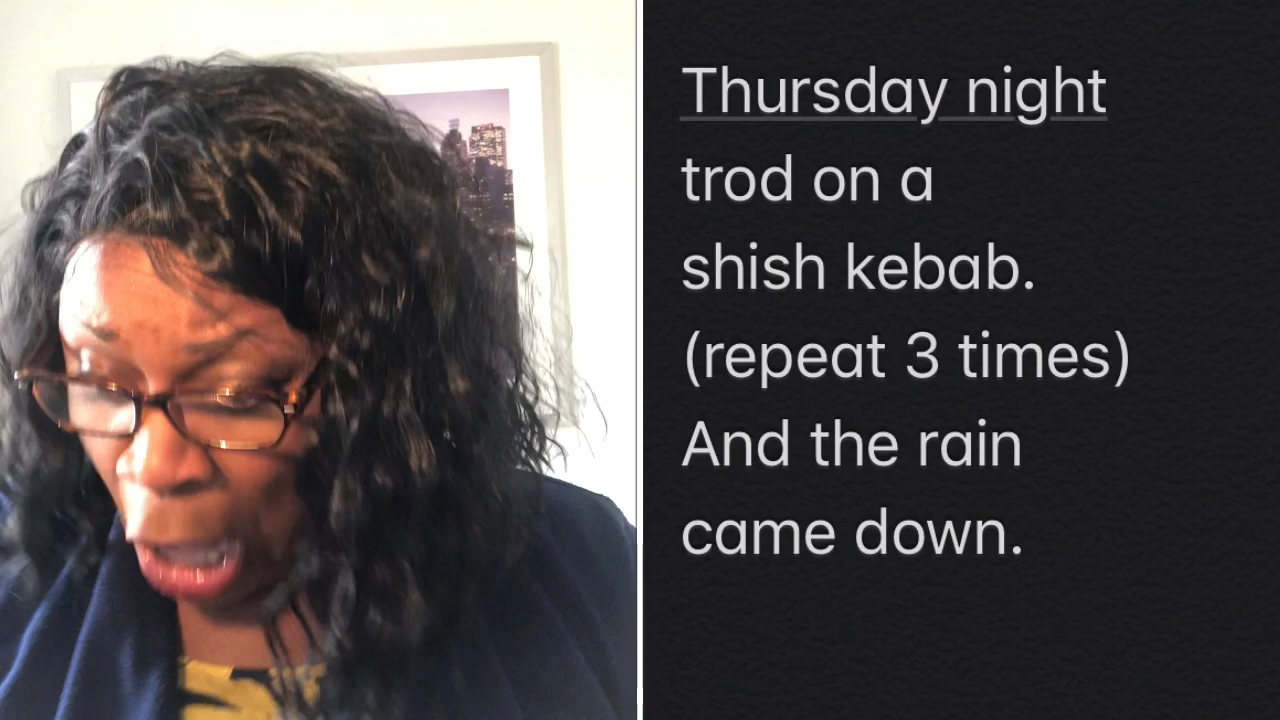 Thursday night
trod on a
shish kebab.
(repeat 3 times)
And the rain
came down.